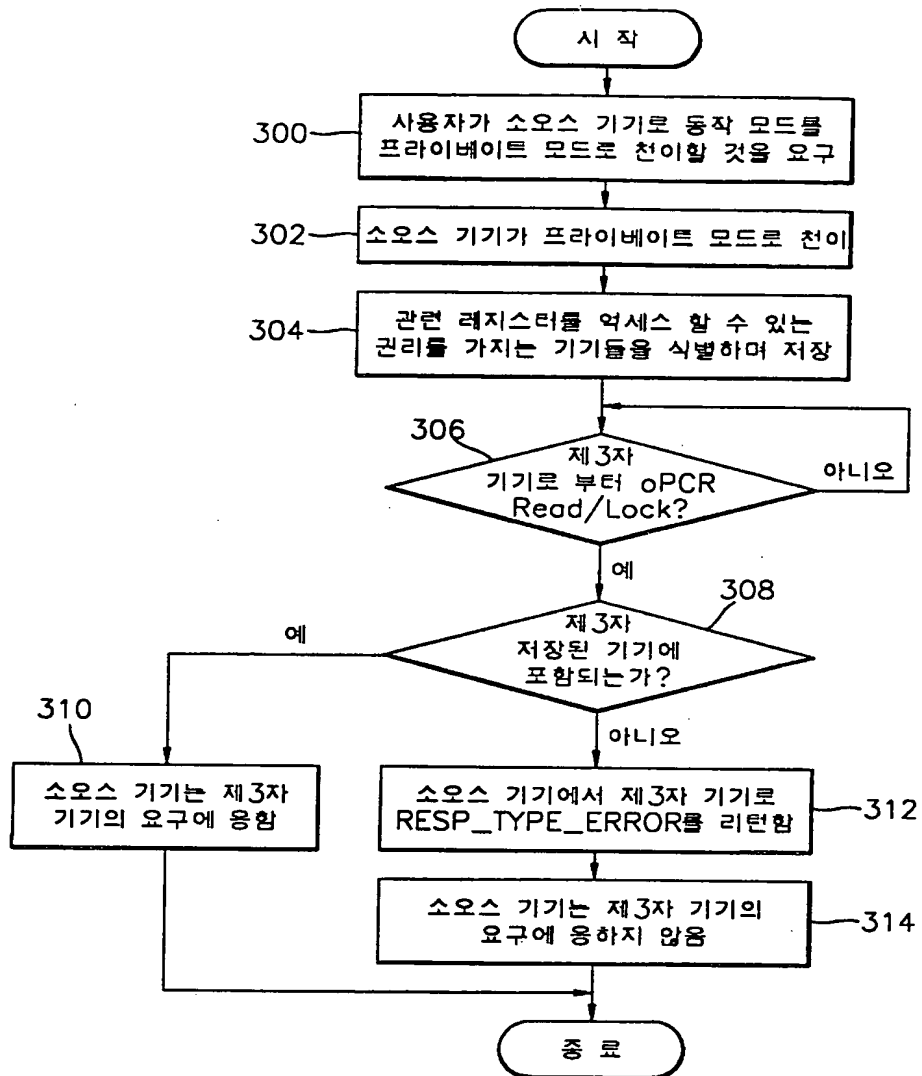 시 작
300
사용자가 소오스 기기로 동작 모드를
프라이베이트 모드로 천이할 것을 요구
302
소오스 기기가 프라이베이트 모드로 천이
304
관련 레지스터를 억세스 할 수 있는
권리를 가지는 기기들을 식별하며 저장
306
제3자
기기로 부터 oPCR
Read/Lock?
아니오
예
308
제3자
저장된 기기에
포함되는가?
예
아니오
310
소오스 기기는 제3자
기기의 요구에 응함
소오스 기기에서 제3자 기기로
RESP_TYPE_ERROR를 리턴함
312
소오스 기기는 제3자 기기의
요구에 응하지 않음
314
종 료